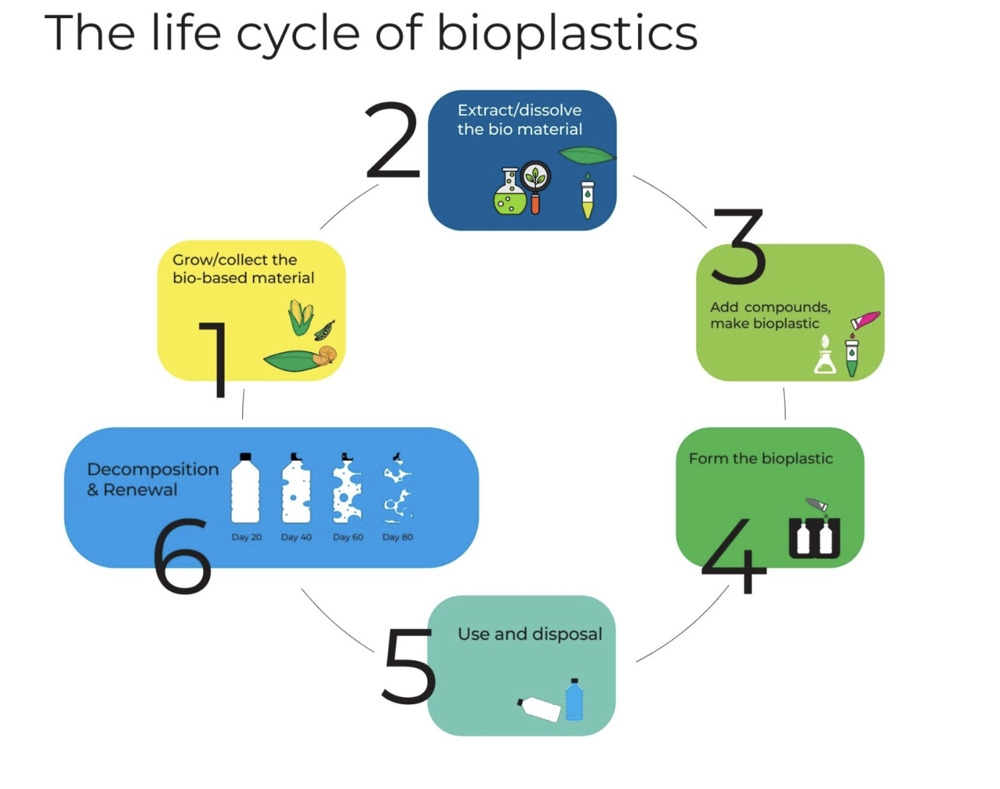 The life cycle of bioplastics
1
Grow/collect the
bio-based material
2
Extract/dissolve
the bio material
3
Add compounds,
make bioplastic
4
Form the bioplastic
5
Use and disposal
6
Decomposition
& Renewal
Day 20
Day 40
Day 60
Day 80